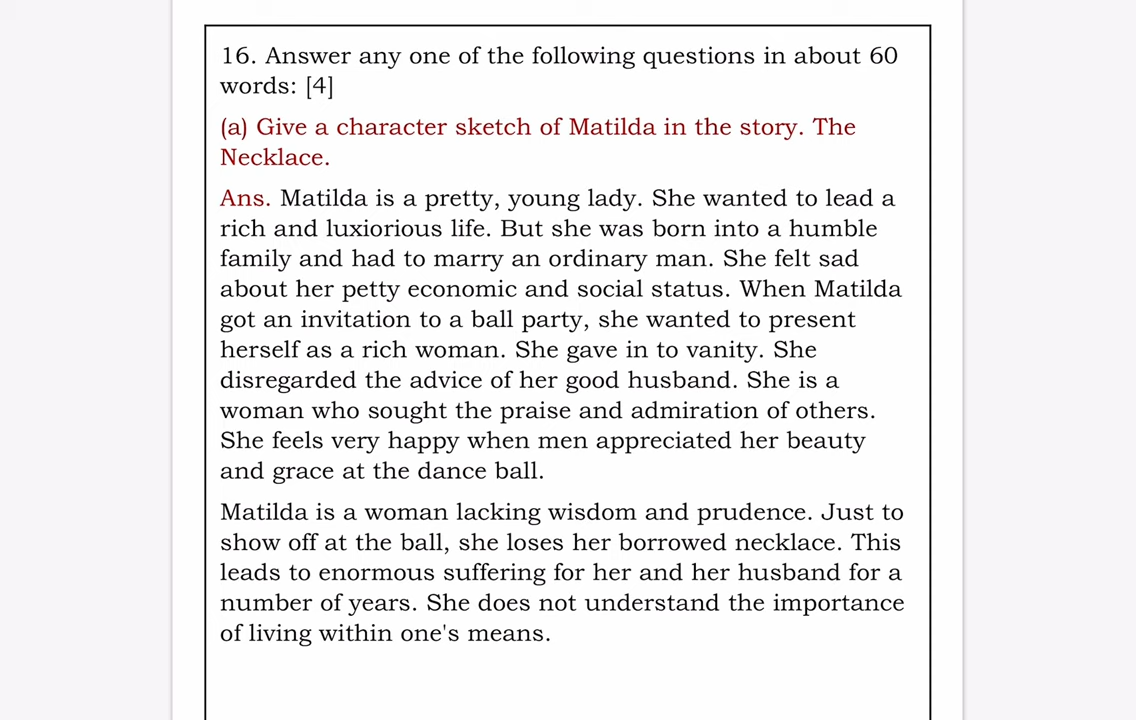 16. Answer any one of the following questions in about 60
words: [4]
(a) Give a character sketch of Matilda in the story. The
Necklace.
Ans. Matilda is a pretty, young lady. She wanted to lead a
rich and luxiorious life. But she was born into a humble
family and had to marry an ordinary man. She felt sad
about her petty economic and social status. When Matilda
got an invitation to a ball party, she wanted to present
herself as a rich woman. She gave in to vanity. She
disregarded the advice of her good husband. She is a
woman who sought the praise and admiration of others.
She feels very happy when men appreciated her beauty
and grace at the dance ball.
Matilda is a woman lacking wisdom and prudence. Just to
show off at the ball, she loses her borrowed necklace. This
leads to enormous suffering for her and her husband for a
number of years. She does not understand the importance
of living within one's means.